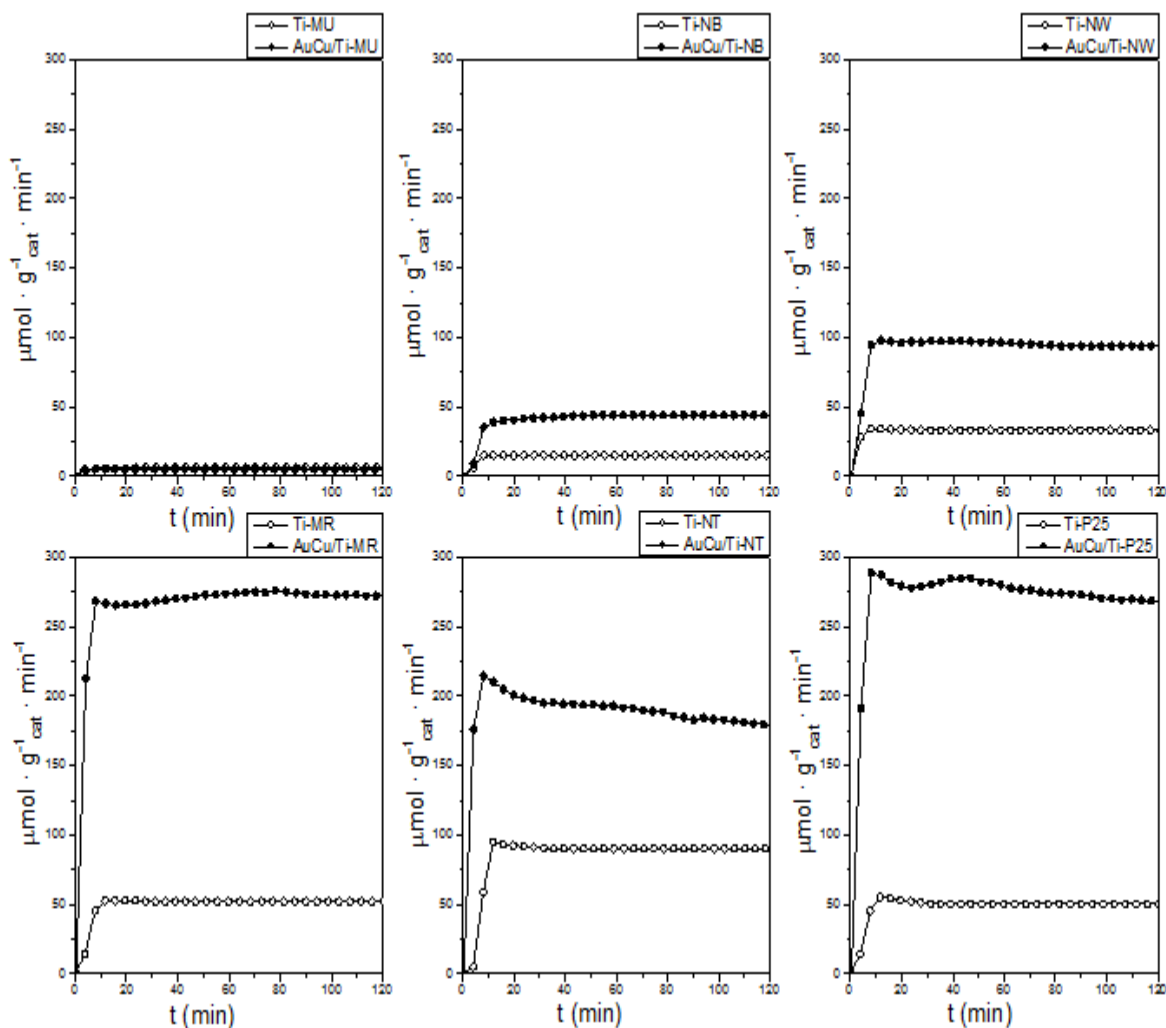 Ti-MU
AuCu/Ti-MU
300
250
200
150
100
50
0
µmol · g⁻¹cat · min⁻¹
0 20 40 60 80 100 120
t (min)
Ti-NB
AuCu/Ti-NB
300
250
200
150
100
50
0
µmol · g⁻¹cat · min⁻¹
0 20 40 60 80 100 120
t (min)
Ti-NW
AuCu/Ti-NW
300
250
200
150
100
50
0
µmol · g⁻¹cat · min⁻¹
0 20 40 60 80 100 120
t (min)
Ti-MR
AuCu/Ti-MR
300
250
200
150
100
50
0
µmol · g⁻¹cat · min⁻¹
0 20 40 60 80 100 120
t (min)
Ti-NT
AuCu/Ti-NT
300
250
200
150
100
50
0
µmol · g⁻¹cat · min⁻¹
0 20 40 60 80 100 120
t (min)
Ti-P25
AuCu/Ti-P25
300
250
200
150
100
50
0
µmol · g⁻¹cat · min⁻¹
0 20 40 60 80 100 120
t (min)